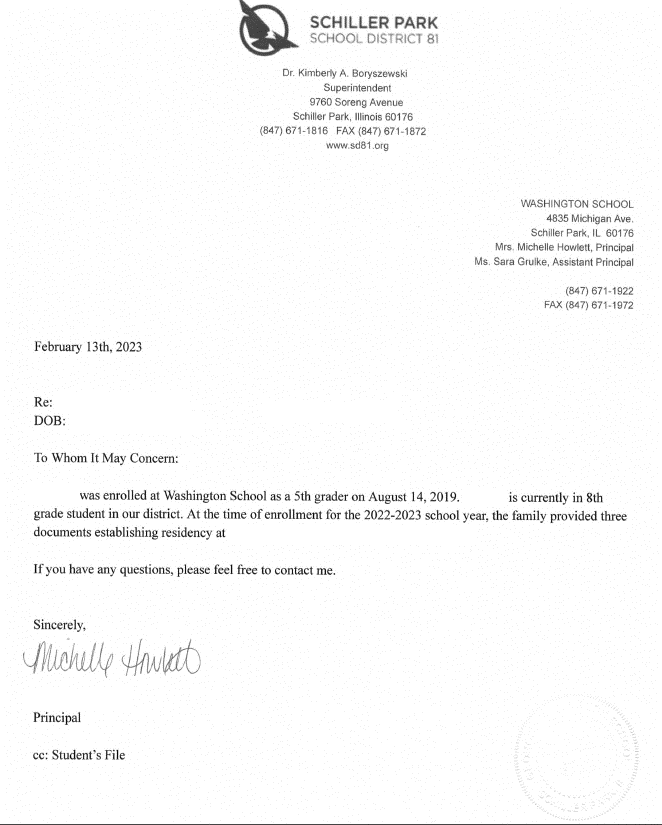 SCHILLER PARK
SCHOOL DISTRICT 81
Dr. Kimberly A. Boryszewski
Superintendent
9760 Soreng Avenue
Schiller Park, Illinois 60176
(847) 671-1816 FAX (847) 671-1872
www.sd81.org
WASHINGTON SCHOOL
4835 Michigan Ave.
Schiller Park, IL 60176
Mrs. Michelle Howlett, Principal
Ms. Sara Grulke, Assistant Principal
(847) 671-1922
FAX (847) 671-1972
February 13th, 2023
Re:
DOB:
To Whom It May Concern:
was enrolled at Washington School as a 5th grader on August 14, 2019. is currently in 8th
grade student in our district. At the time of enrollment for the 2022-2023 school year, the family provided three
documents establishing residency at
If you have any questions, please feel free to contact me.
Sincerely,
Michelle Howlett
Principal
cc: Student's File
SCHILLER PARK